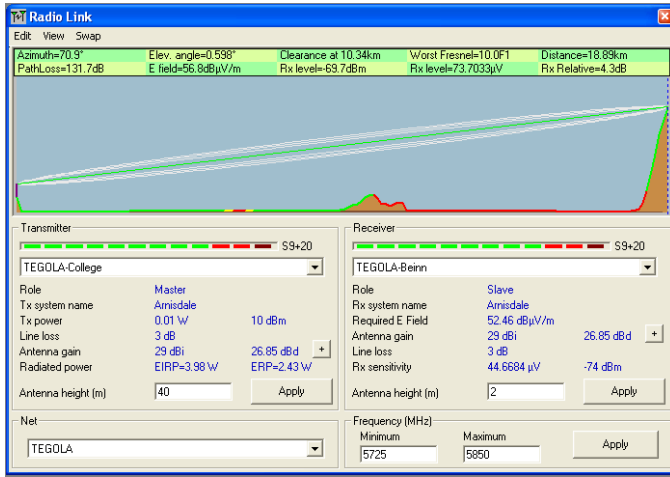 Radio Link
Edit View Swap
Azimuth=70.9° Elev. angle=0.598° Clearance at 10.34km Worst Fresnel=10.0F1 Distance=18.89km
PathLoss=131.7dB E field=56.8dBµV/m Rx level=-69.7dBm Rx level=73.7033µV Rx Relative=4.3dB
Transmitter Receiver
S9+20 S9+20
TEGOLA-College TEGOLA-Beinn
Role Master Role Slave
Tx system name Arnisdale Rx system name Arnisdale
Tx power 0.01 W 10 dBm Required E Field 52.46 dBµV/m
Line loss 3 dB Antenna gain 29 dBi 26.85 dBd +
Antenna gain 29 dBi 26.85 dBd + Line loss 3 dB
Radiated power EIRP=3.98 W ERP=2.43 W Rx sensitivity 44.6684 µV -74 dBm
Antenna height (m) 40 Apply Antenna height (m) 2 Apply
Net Frequency (MHz)
Minimum Maximum
TEGOLA 5725 5850 Apply